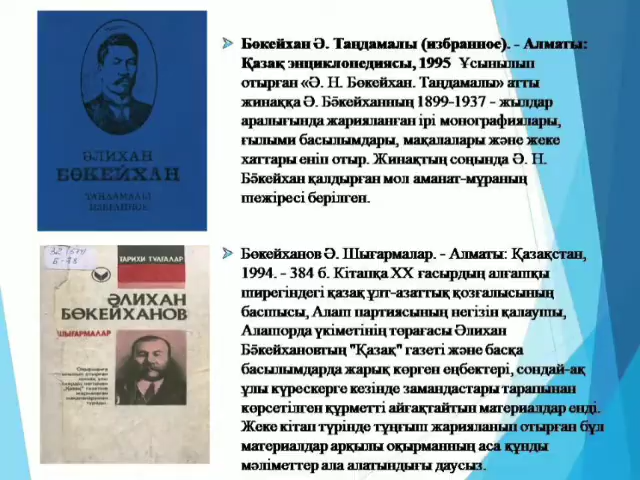 ӘЛИХАН
БӨКЕЙХАН
ТАҢДАМАЛЫ
ИЗБРАННОЕ
Бөкейхан Ә. Таңдамалы (избранное). - Алматы:
Қазақ энциклопедиясы, 1995 Ұсынылып
отырған «Ә. Н. Бөкейхан. Таңдамалы» атты
жинаққа Ә. Бөкейханның 1899-1937 - жылдар
аралығында жарияланған ірі монографиялары,
ғылыми басылымдары, мақалалары және жеке
хаттары еніп отыр. Жинақтың соңында Ә. Н.
Бөкейхан қалдырған мол аманат-мұраның
шежіресі берілген.
ТАРИХИ ТҰЛҒАЛАР
ӘЛИХАН
БӨКЕЙХАНОВ
ШЫҒАРМАЛАР
Бөкейханов Ә. Шығармалар. - Алматы: Қазақстан,
1994. - 384 б. Кітапқа ХХ ғасырдың алғашқы
ширегіндегі қазақ ұлт-азаттық қозғалысының
басшысы, Алаш партиясының негізін қалаушы,
Алашорда үкіметінің төрағасы Әлихан
Бөкейхановтың "Қазақ" газеті және басқа
басылымдарда жарық көрген еңбектері, сондай-ақ
ұлы күрескерге кезінде замандастары тарапынан
көрсетілген құрметті айғақтайтын материалдар енді.
Жеке кітап түрінде тұңғыш жарияланып отырған бұл
материалдар арқылы оқырманның аса құнды
мәліметтер ала алатындығы даусыз.